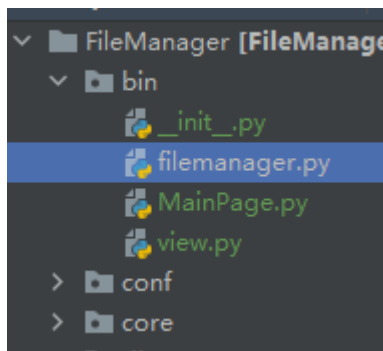 FileManager [FileManage
bin
__init__.py
filemanager.py
MainPage.py
view.py
conf
core